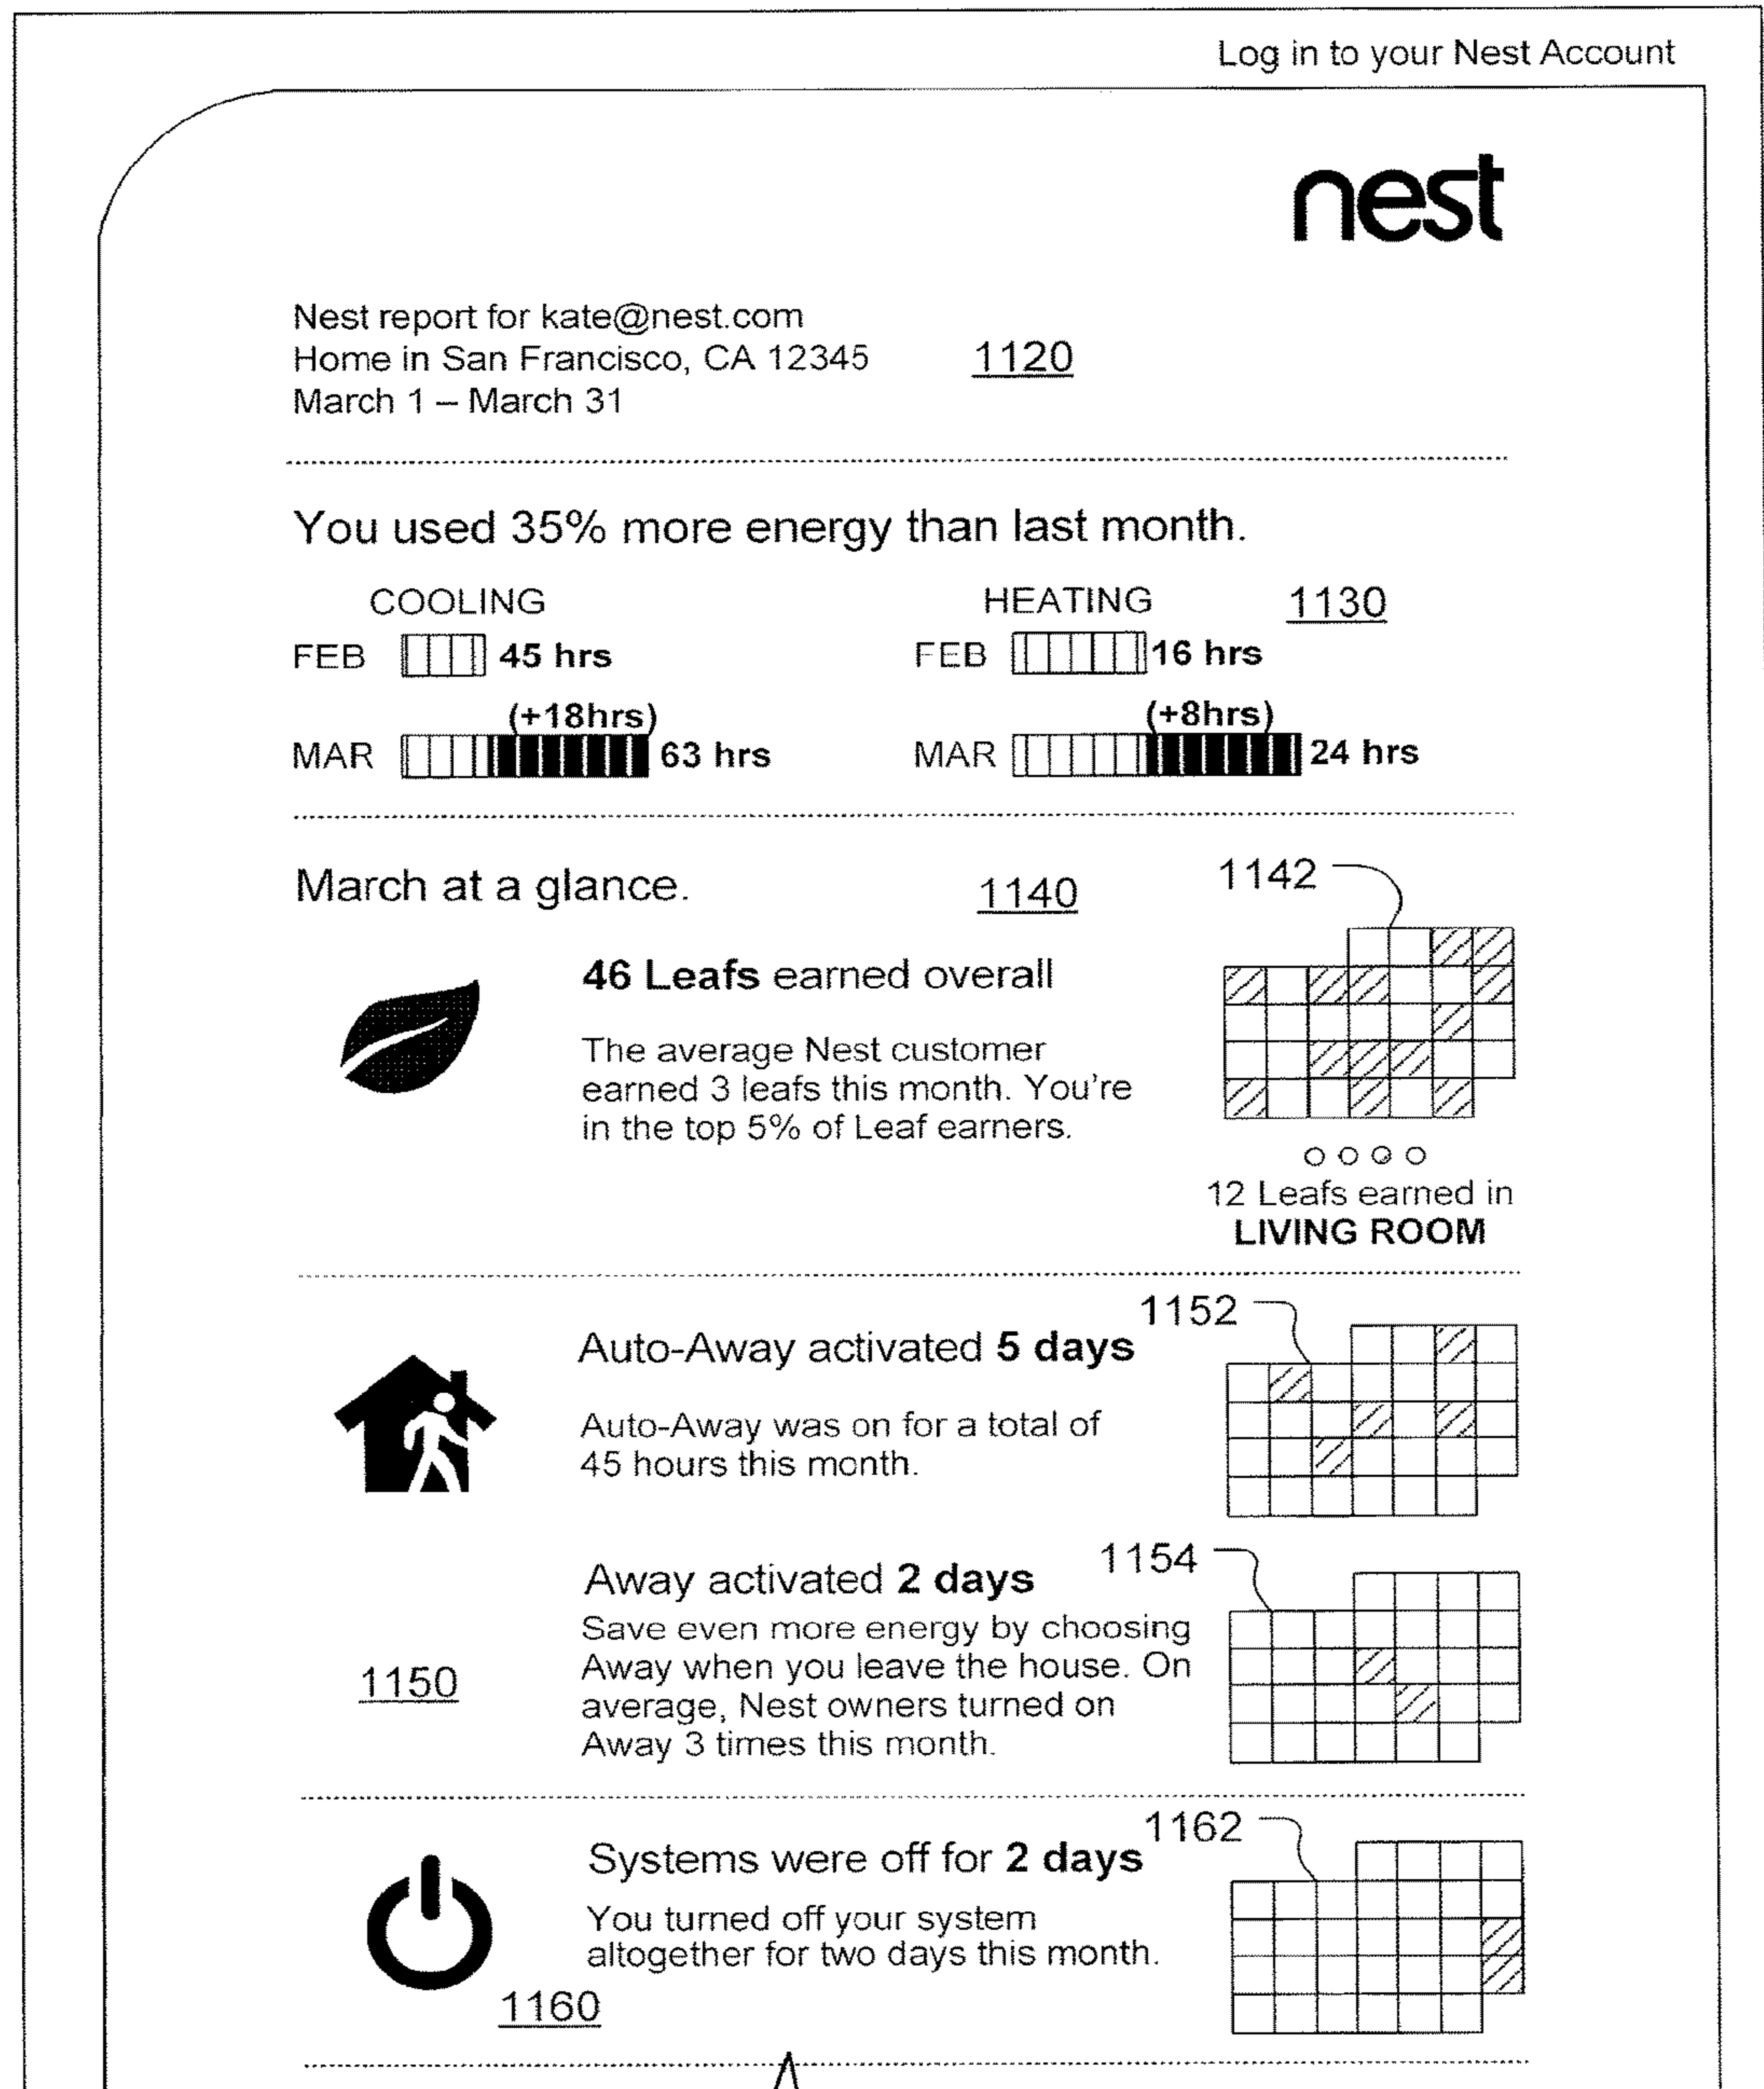 Log in to your Nest Account
nest
Nest report for kate@nest.com
Home in San Francisco, CA 12345
1120
March 1 – March 31
You used 35% more energy than last month.
COOLING
HEATING
1130
FEB
45 hrs
FEB
16 hrs
(+18hrs)
(+8hrs)
MAR
63 hrs
MAR
24 hrs
March at a glance.
1140
1142
46 Leafs earned overall
The average Nest customer
earned 3 leafs this month. You're
in the top 5% of Leaf earners.
12 Leafs earned in
LIVING ROOM
1152
Auto-Away activated 5 days
Auto-Away was on for a total of
45 hours this month.
1154
Away activated 2 days
Save even more energy by choosing
Away when you leave the house. On
average, Nest owners turned on
Away 3 times this month.
1150
1162
Systems were off for 2 days
You turned off your system
altogether for two days this month.
1160